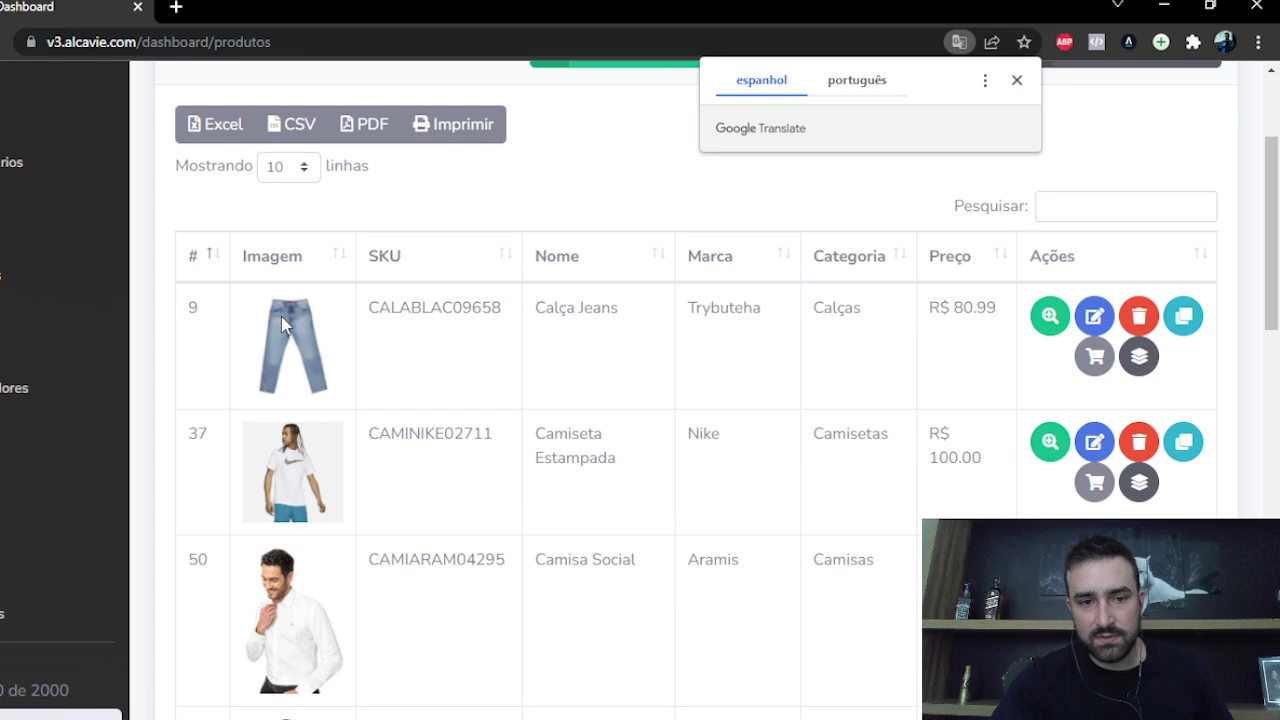 Dashboard
v3.alcavie.com/dashboard/produtos
ABP
espanhol português
Google Translate
Excel CSV PDF Imprimir
Mostrando 10 linhas
Pesquisar:
# Imagem SKU Nome Marca Categoria Preço Ações
9 CALABLAC09658 Calça Jeans Trybuteha Calças R$ 80.99
37 CAMINIKE02711 Camiseta Nike Camisetas R$
Estampada 100.00
50 CAMIARAM04295 Camisa Social Aramis Camisas
rios
s
lores
s
0 de 2000